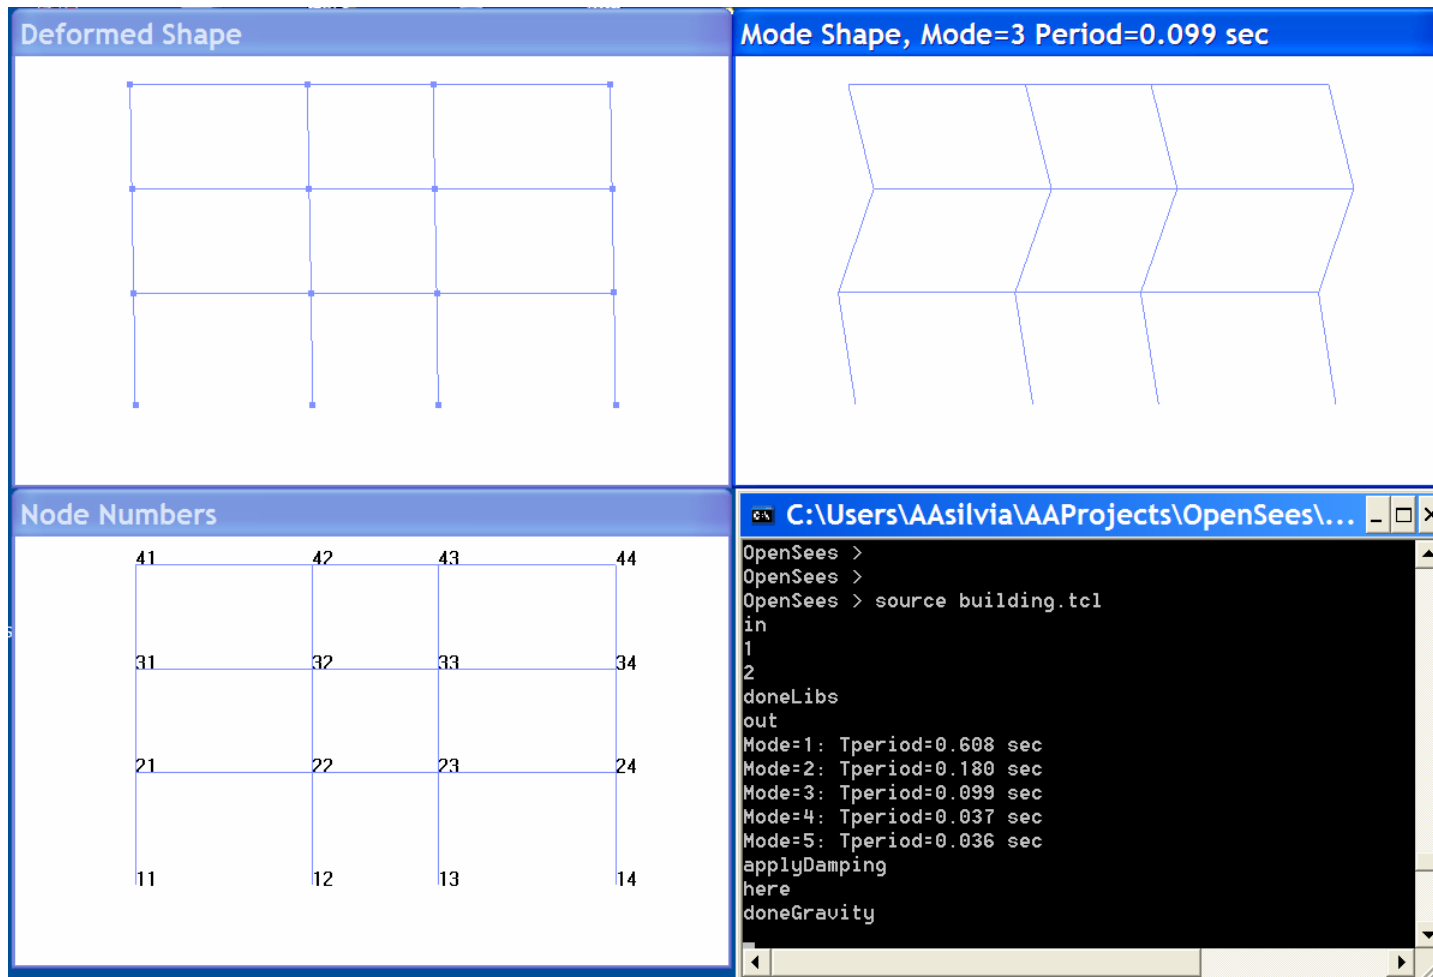 Deformed Shape
Mode Shape, Mode=3 Period=0.099 sec
Node Numbers
41 42 43 44
31 32 33 34
21 22 23 24
11 12 13 14
C:\Users\AAsilvia\AAProjects\OpenSees\...
OpenSees >
OpenSees >
OpenSees > source building.tcl
in
1
2
doneLibs
out
Mode=1: Tperiod=0.608 sec
Mode=2: Tperiod=0.180 sec
Mode=3: Tperiod=0.099 sec
Mode=4: Tperiod=0.037 sec
Mode=5: Tperiod=0.036 sec
applyDamping
here
doneGravity